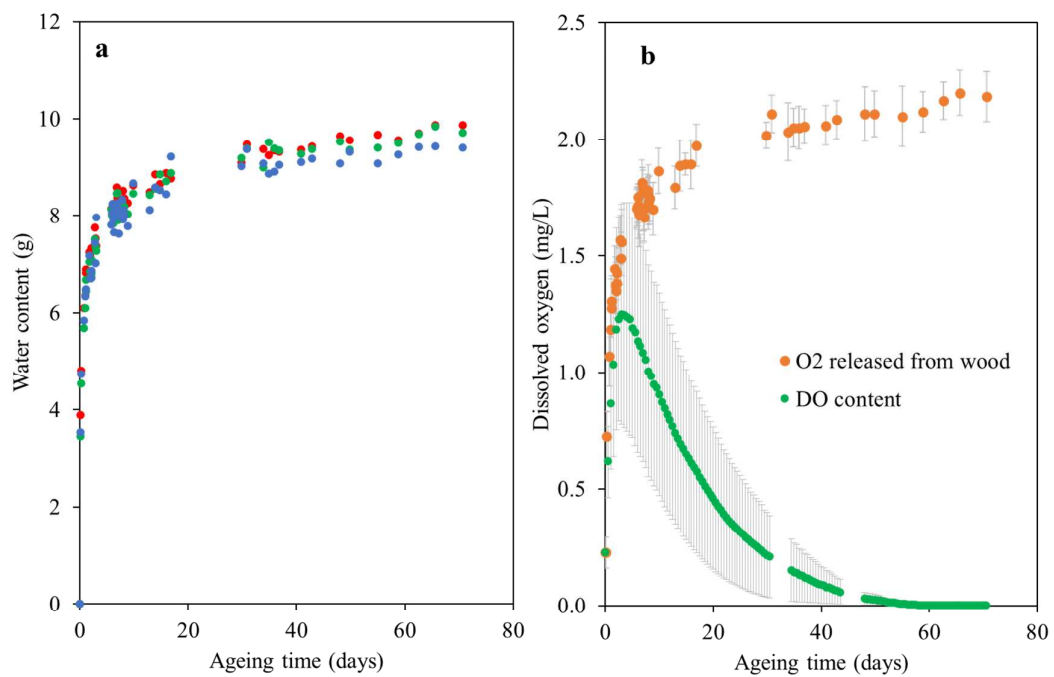 a
Water content (g)
12
10
8
6
4
2
0
0 20 40 60 80
Ageing time (days)
b
Dissolved oxygen (mg/L)
2.5
2.0
1.5
1.0
0.5
0.0
O2 released from wood
DO content
0 20 40 60 80
Ageing time (days)